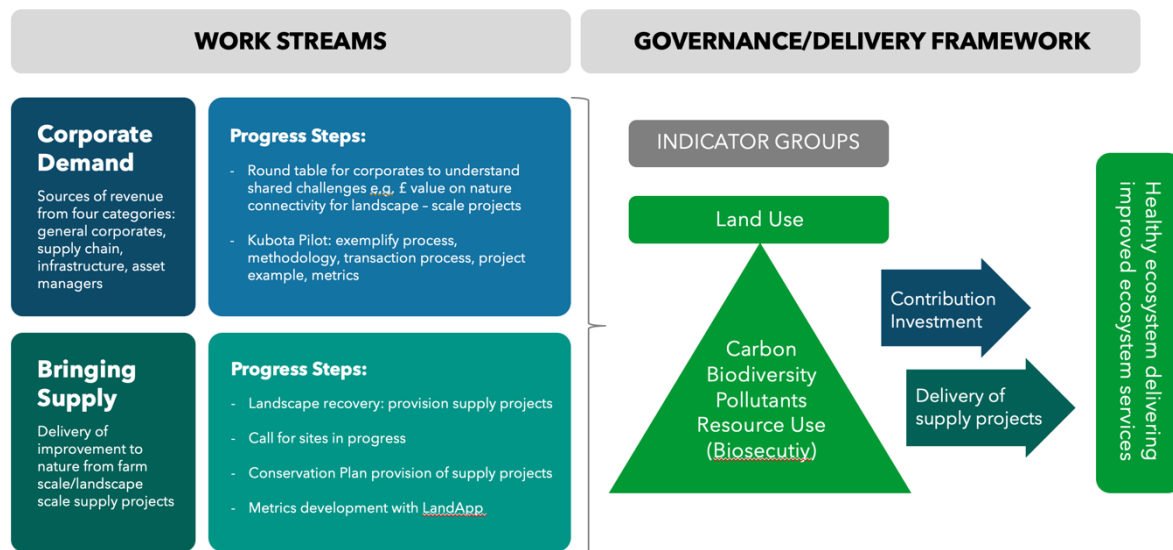 WORK STREAMS
GOVERNANCE/DELIVERY FRAMEWORK
Corporate
Demand
Sources of revenue
from four categories:
general corporates,
supply chain,
infrastructure, asset
managers
Progress Steps:
- Round table for corporates to understand
shared challenges e.g. £ value on nature
connectivity for landscape – scale projects
- Kubota Pilot: exemplify process,
methodology, transaction process, project
example, metrics
Bringing
Supply
Delivery of
improvement to
nature from farm
scale/landscape
scale supply projects
Progress Steps:
- Landscape recovery: provision supply projects
- Call for sites in progress
- Conservation Plan provision of supply projects
- Metrics development with LandApp
INDICATOR GROUPS
Land Use
Carbon
Biodiversity
Pollutants
Resource Use
(Biosecutiy)
Contribution
Investment
Delivery of
supply projects
Healthy ecosystem delivering
improved ecosystem services